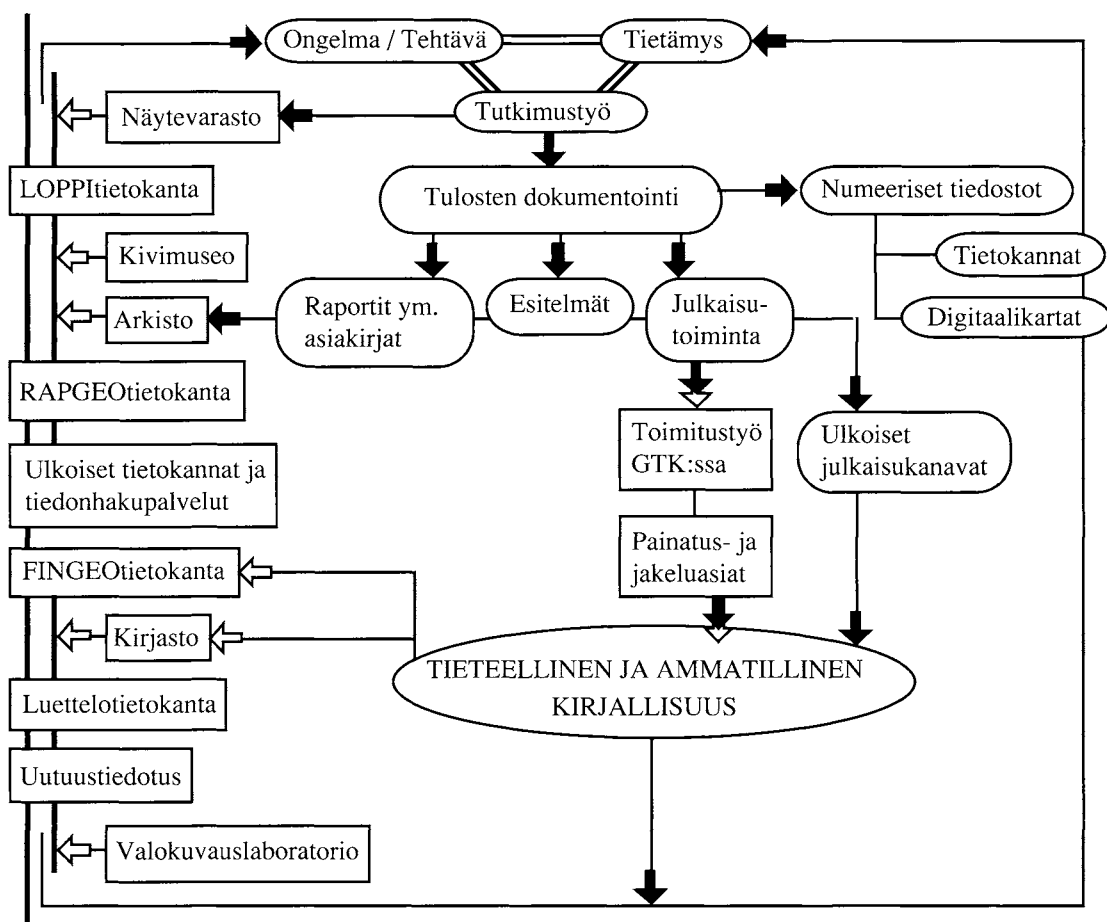 Ongelma / Tehtävä
Tietämys
Näytevarasto
Tutkimustyö
LOPPItietokanta
Tulosten dokumentointi
Numeeriset tiedostot
Kivimuseo
Tietokannat
Arkisto
Raportit ym.
asiakirjat
Esitelmät
Julkaisu-
toiminta
Digitaalikartat
RAPGEOtietokanta
Toimitustyö
GTK:ssa
Ulkoiset
julkaisukanavat
Ulkoiset tietokannat ja
tiedonhakupalvelut
Painatus- ja
jakeluasiat
FINGEOtietokanta
Kirjasto
TIETEELLINEN JA AMMATILLINEN
KIRJALLISUUS
Luettelotietokanta
Uutuustiedotus
Valokuvauslaboratorio